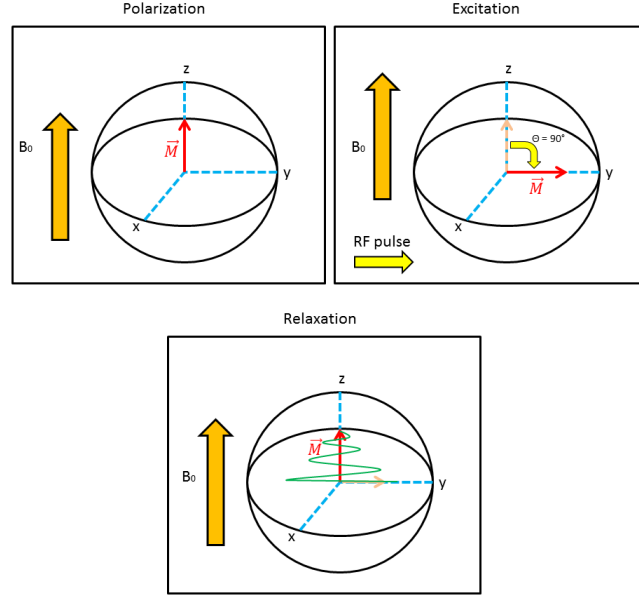 Polarization
z
B₀
M
y
x
Excitation
z
B₀
Θ = 90°
y
M
x
RF pulse
Relaxation
z
M
B₀
y
x